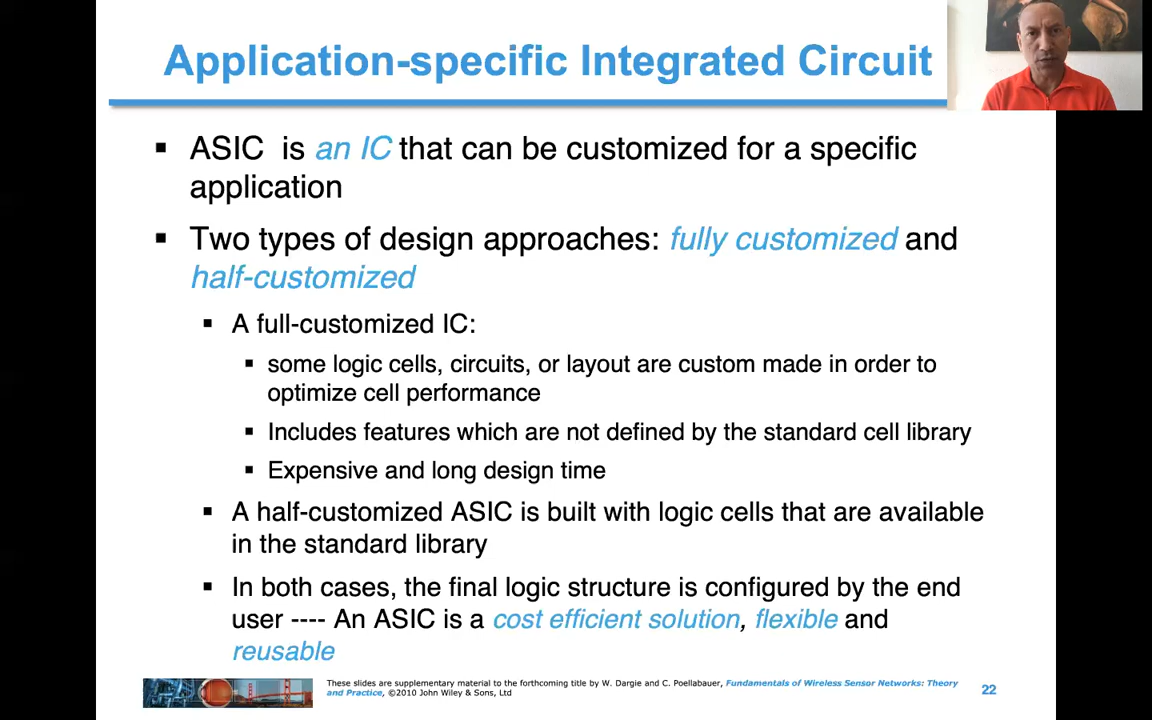 Application-specific Integrated Circuit
▪ ASIC  is an IC that can be customized for a specific
application
▪ Two types of design approaches: fully customized and
half-customized
▪ A full-customized IC:
▪ some logic cells, circuits, or layout are custom made in order to
optimize cell performance
▪ Includes features which are not defined by the standard cell library
▪ Expensive and long design time
▪ A half-customized ASIC is built with logic cells that are available
in the standard library
▪ In both cases, the final logic structure is configured by the end
user ---- An ASIC is a cost efficient solution, flexible and
reusable
These slides are supplementary material to the forthcoming title by W. Dargie and C. Poellabauer, Fundamentals of Wireless Sensor Networks: Theory
and Practice, ©2010 John Wiley & Sons, Ltd
22